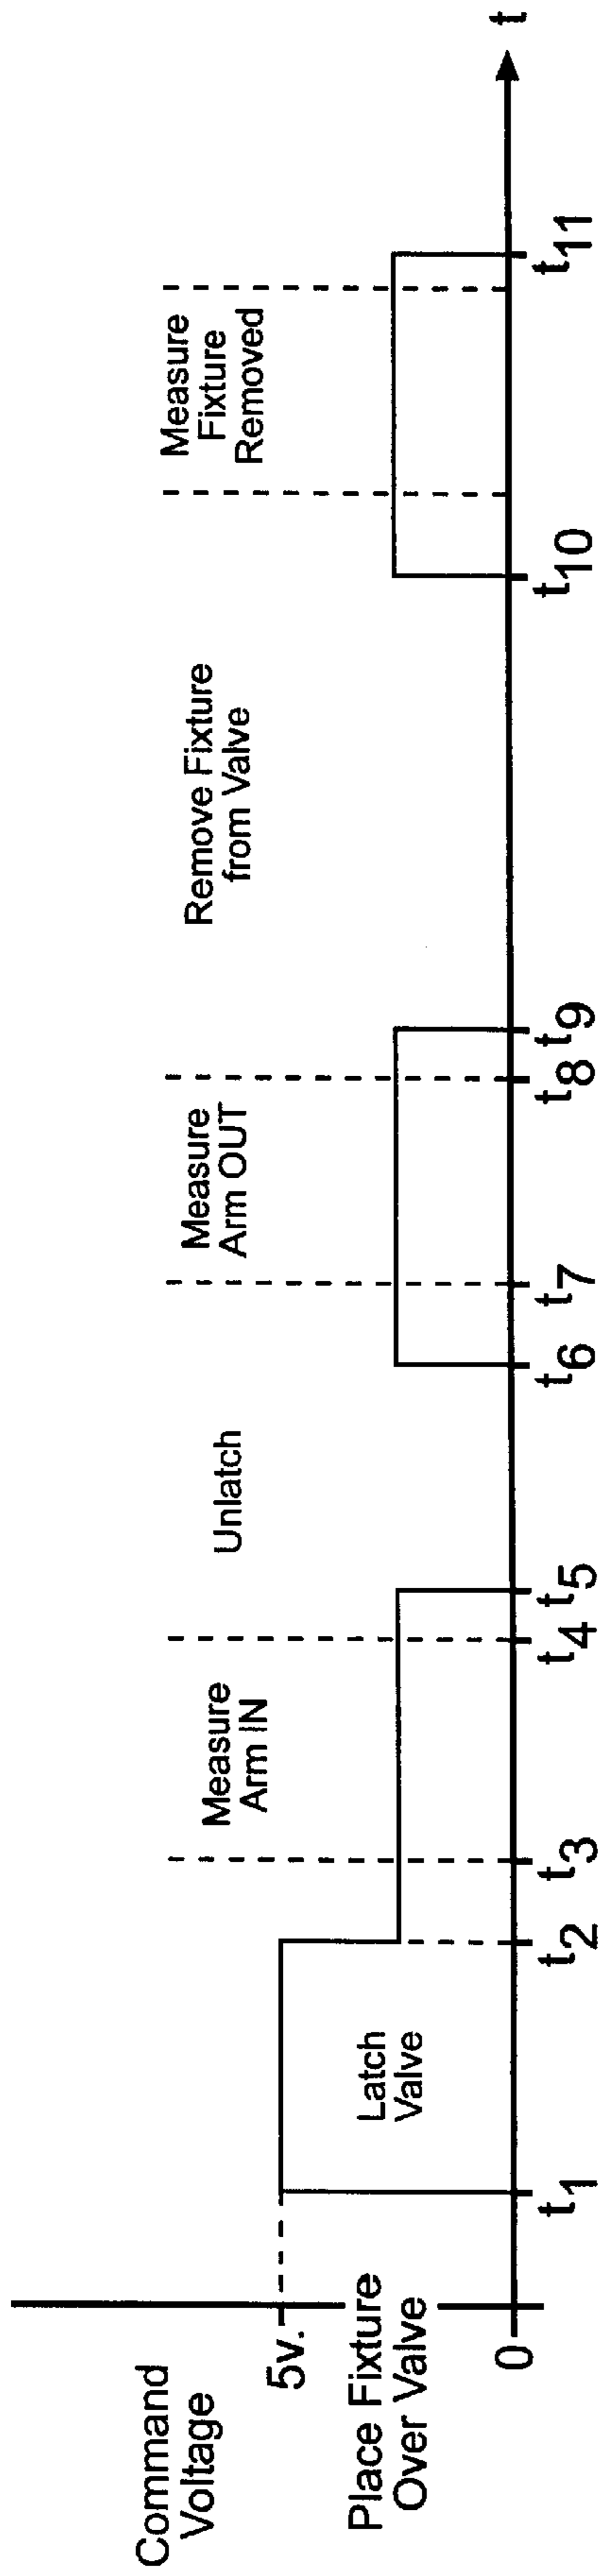 Command
Voltage
5v.
Place Fixture
Over Valve
0
Latch
Valve
Measure
Arm IN
Unlatch
Measure
Arm OUT
Remove Fixture
from Valve
Measure
Fixture
Removed
t1
t2
t3
t4
t5
t6
t7
t8
t9
t10
t11
t